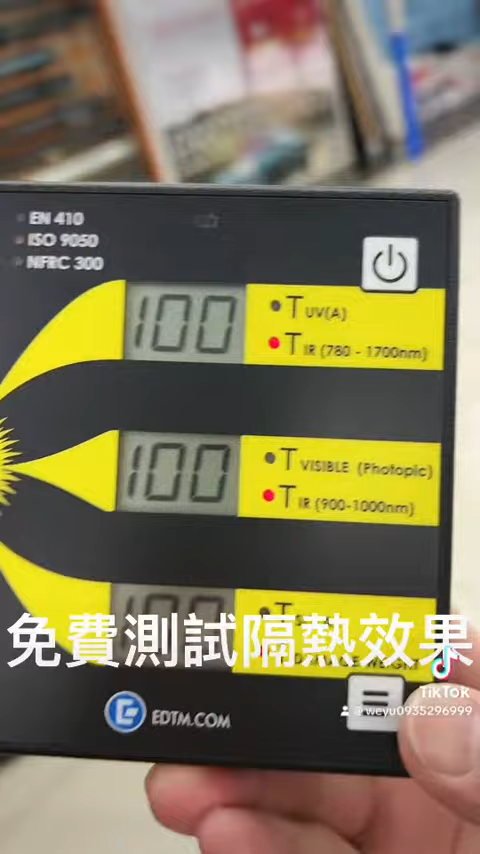 EN 410
ISO 9050
NFRC 300
100
T UV(A)
T IR (780 - 1700nm)
100
T VISIBLE (Photopic)
T IR (900-1000nm)
100
免費測試隔熱效果
EDTM.COM
TikTok
@weyu0935296999